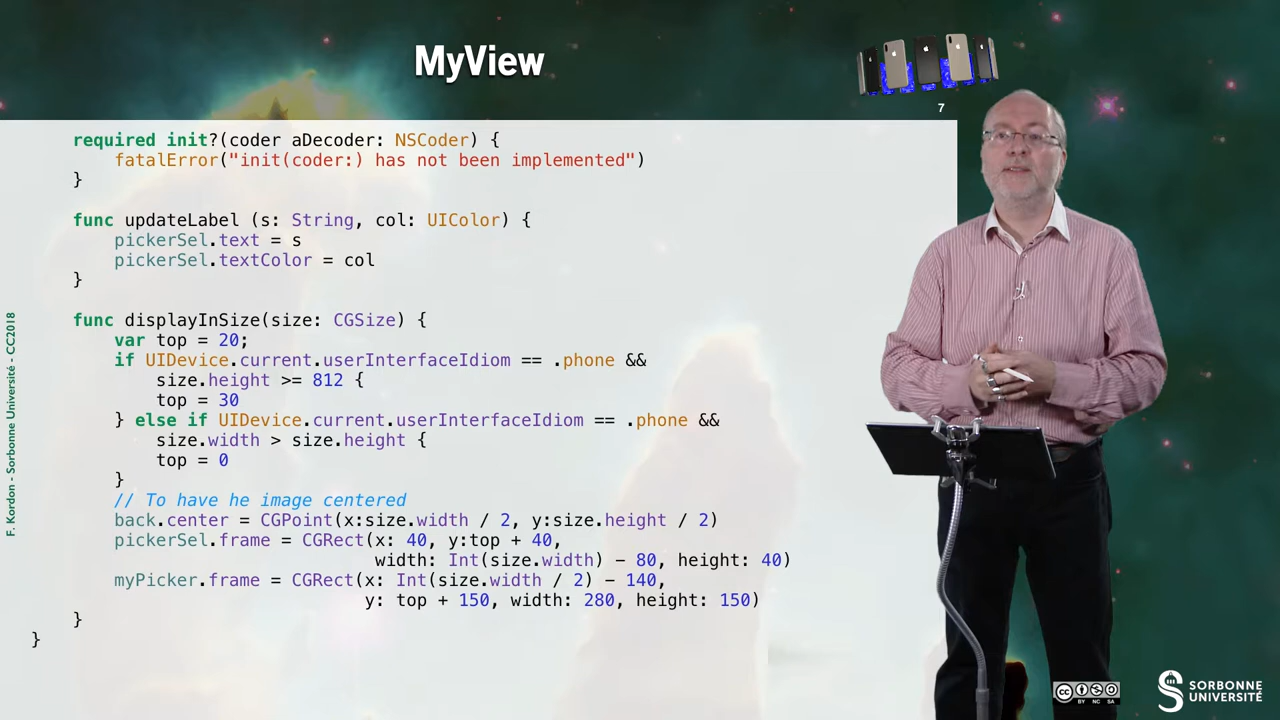 MyView
7
required init?(coder aDecoder: NSCoder) {
fatalError("init(coder:) has not been implemented")
}
func updateLabel (s: String, col: UIColor) {
pickerSel.text = s
pickerSel.textColor = col
}
func displayInSize(size: CGSize) {
var top = 20;
if UIDevice.current.userInterfaceIdiom == .phone &&
size.height >= 812 {
top = 30
} else if UIDevice.current.userInterfaceIdiom == .phone &&
size.width > size.height {
top = 0
}
// To have he image centered
back.center = CGPoint(x:size.width / 2, y:size.height / 2)
pickerSel.frame = CGRect(x: 40, y:top + 40,
width: Int(size.width) – 80, height: 40)
myPicker.frame = CGRect(x: Int(size.width / 2) – 140,
y: top + 150, width: 280, height: 150)
}
}
F. Kordon - Sorbonne Université - CC2018
cc
BY NC SA
SORBONNE
UNIVERSITÉ